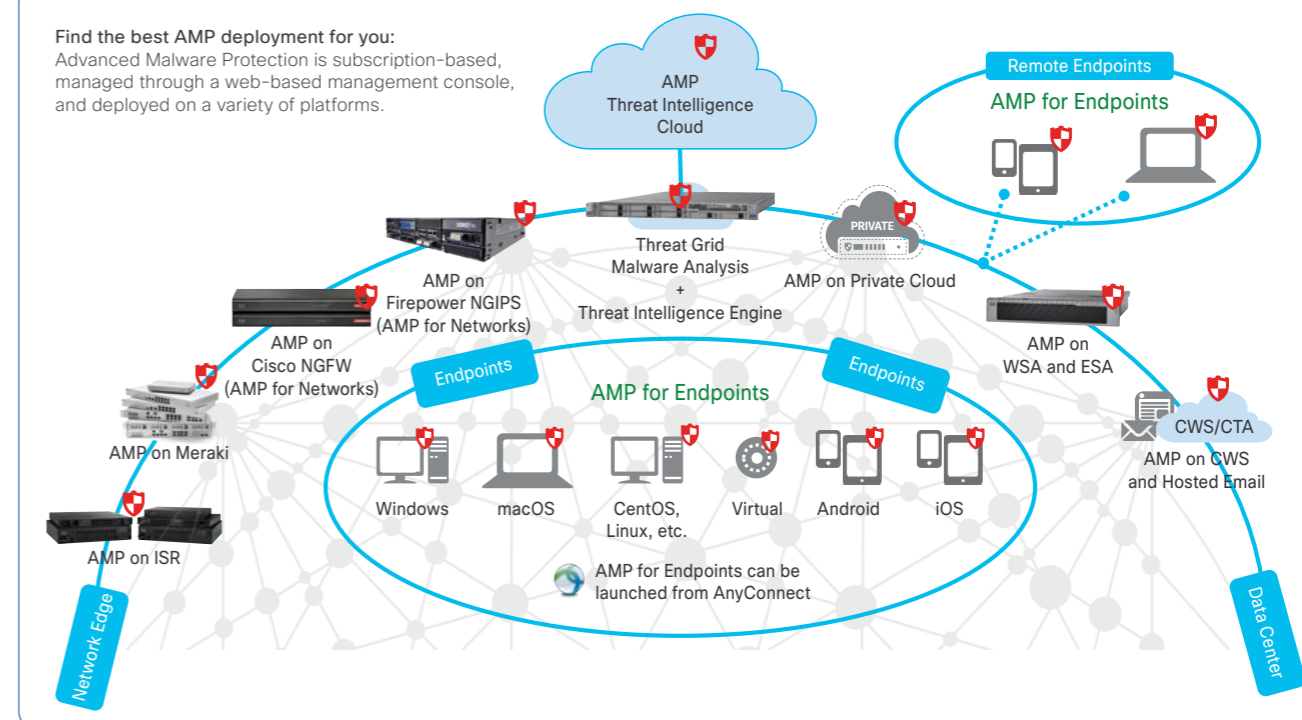 Find the best AMP deployment for you:
Advanced Malware Protection is subscription-based,
managed through a web-based management console,
and deployed on a variety of platforms.
AMP
Threat Intelligence
Cloud
Remote Endpoints
AMP for Endpoints
PRIVATE
Threat Grid
Malware Analysis
+
Threat Intelligence Engine
AMP on Private Cloud
AMP on
Firepower NGIPS
(AMP for Networks)
AMP on
Cisco NGFW
(AMP for Networks)
AMP on
WSA and ESA
AMP on Meraki
CWS/CTA
AMP on CWS
and Hosted Email
AMP on ISR
Endpoints
Endpoints
AMP for Endpoints
Windows
macOS
CentOS,
Linux, etc.
Virtual
Android
iOS
AMP for Endpoints can be
launched from AnyConnect
Network Edge
Data Center